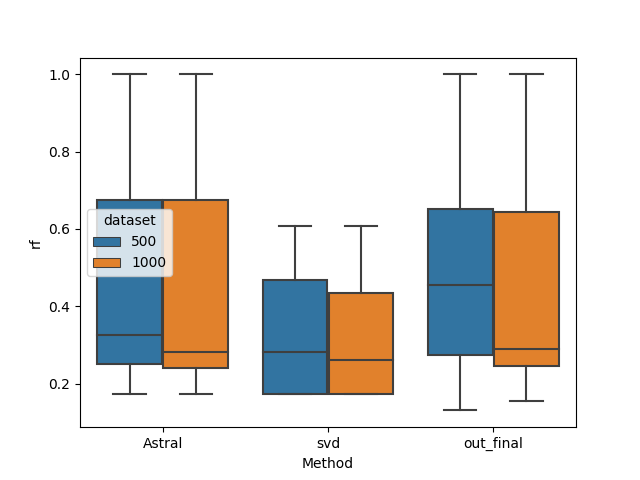 1.0
0.8
0.6
0.4
0.2
rf
dataset
500
1000
Astral
svd
out_final
Method